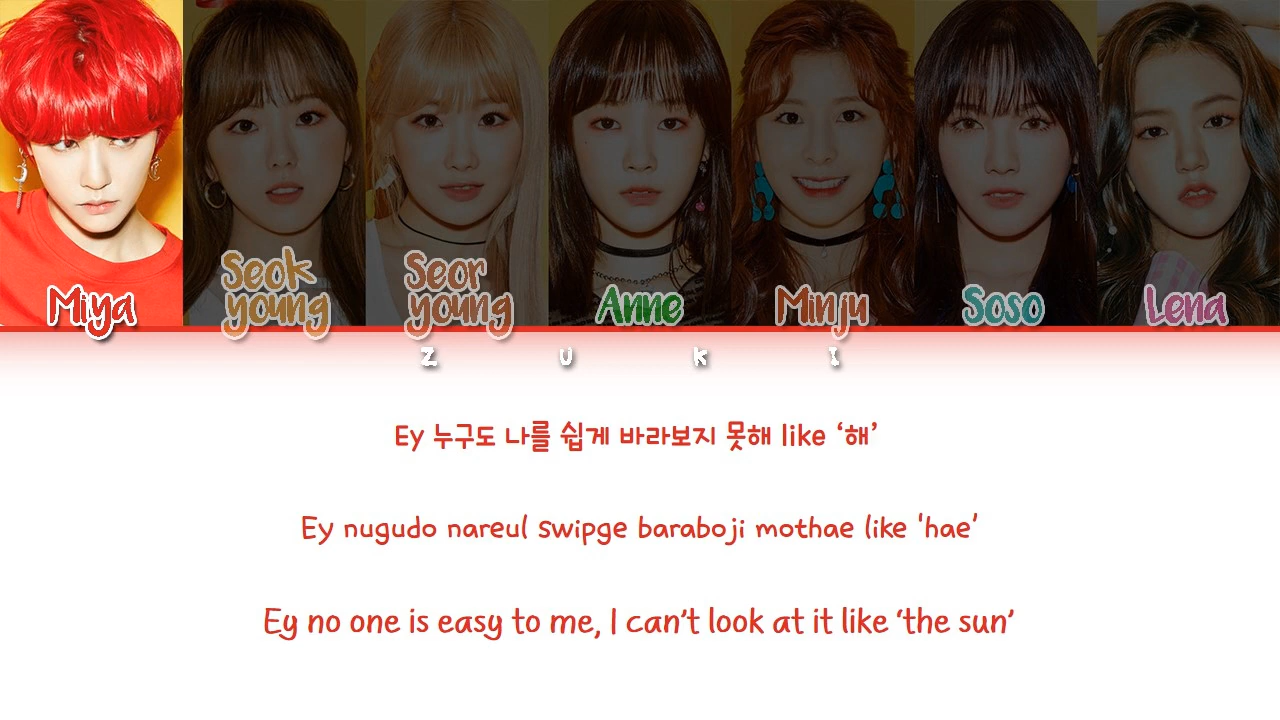 Miya
Seok
young
Seor
young
Anne
Minju
Soso
Lena
Z U K I
Ey 누구도 나를 쉽게 바라보지 못해 like ‘해’
Ey nugudo nareul swipge baraboji mothae like 'hae'
Ey no one is easy to me, I can’t look at it like ‘the sun’